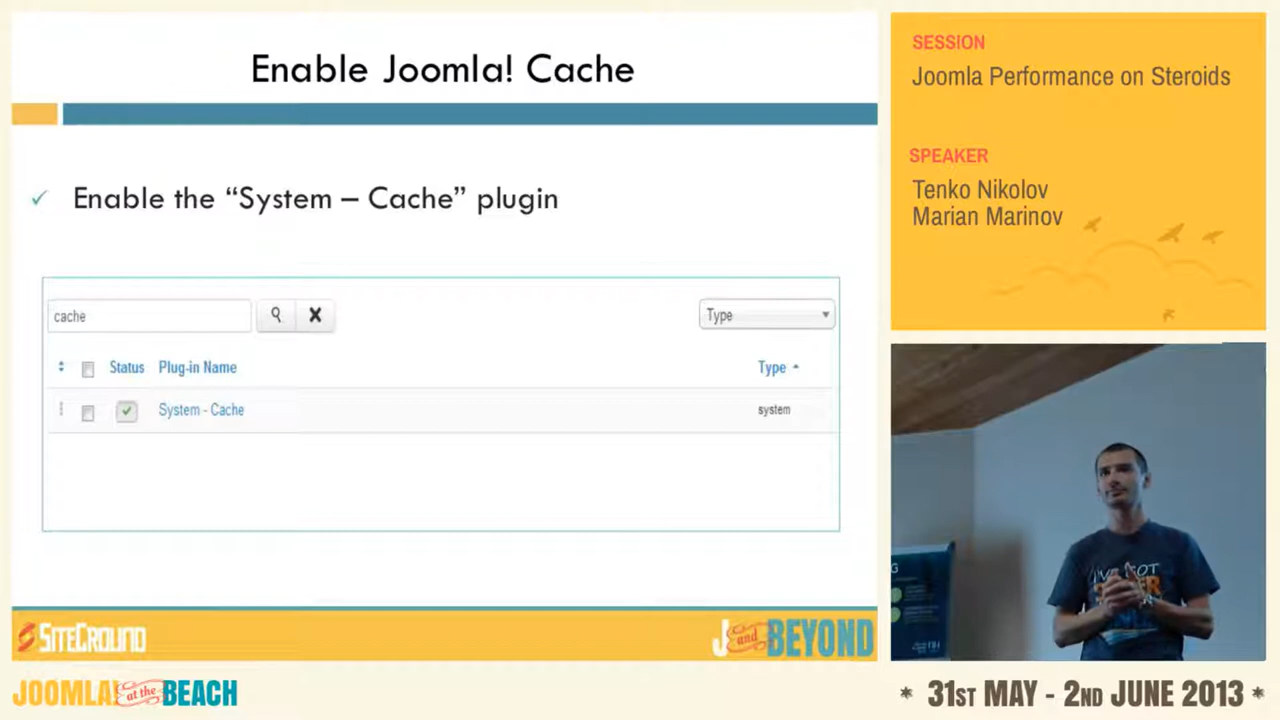 Enable Joomla! Cache
✓ Enable the “System – Cache” plugin
cache
Type
Status Plug-in Name Type
System - Cache system
SITEGROUND
J and BEYOND
JOOMLA! at the BEACH
SESSION
Joomla Performance on Steroids
SPEAKER
Tenko Nikolov
Marian Marinov
G
I'VE GOT
* 31ST MAY - 2ND JUNE 2013 *